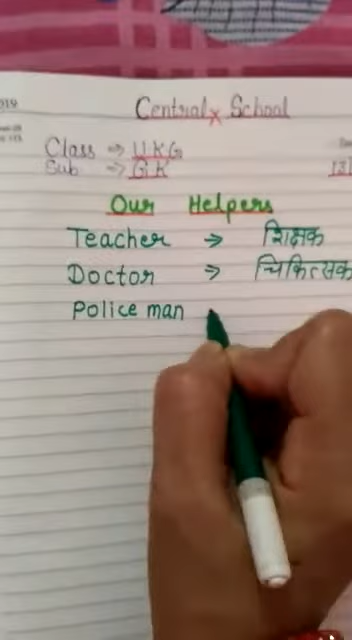 Central School
Class → U.K.G
Sub → G.K
Our Helpers
Teacher → शिक्षक
Doctor → चिकित्सक
Police man